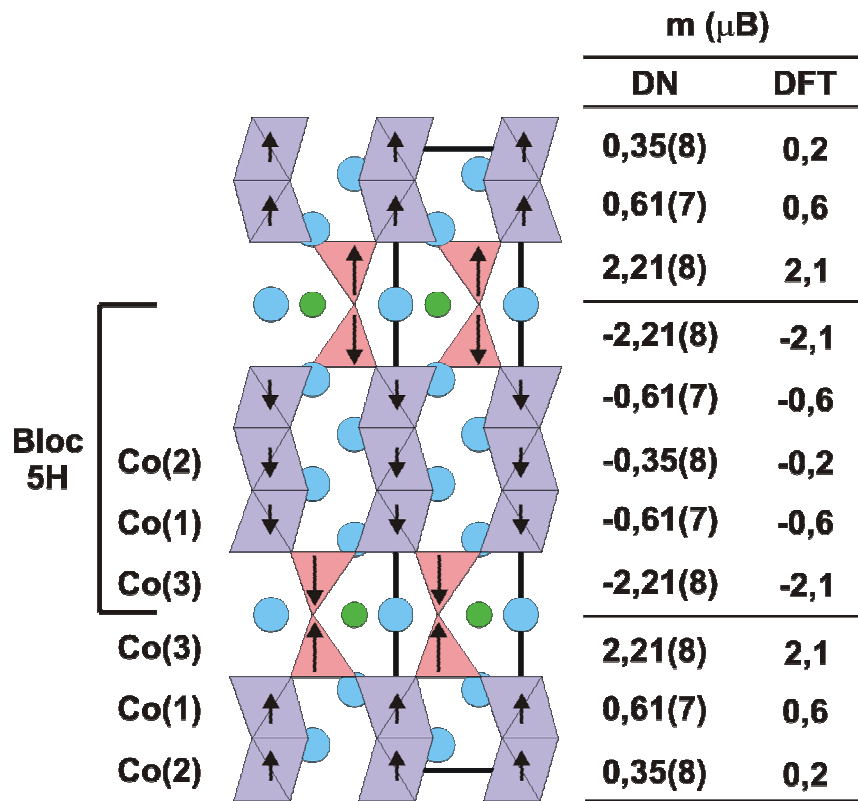 m (μB)
DN DFT
0,35(8) 0,2
0,61(7) 0,6
2,21(8) 2,1
-2,21(8) -2,1
-0,61(7) -0,6
Bloc
5H
Co(2) -0,35(8) -0,2
Co(1) -0,61(7) -0,6
Co(3) -2,21(8) -2,1
Co(3) 2,21(8) 2,1
Co(1) 0,61(7) 0,6
Co(2) 0,35(8) 0,2